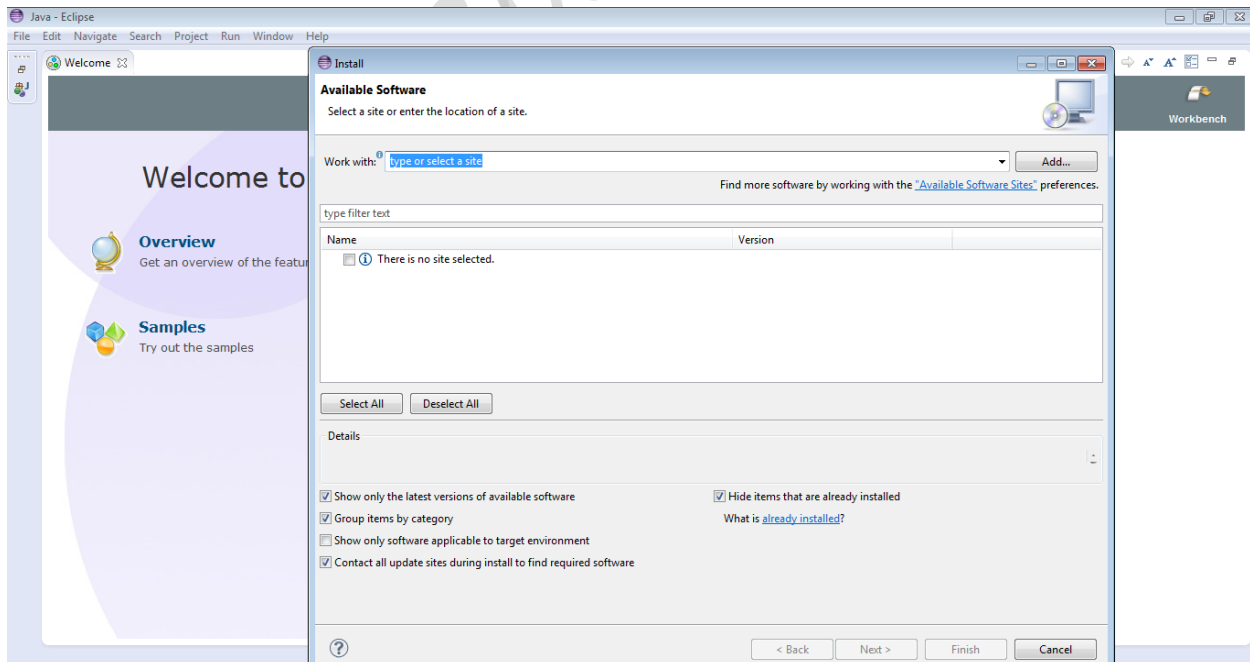 Java - Eclipse
File Edit Navigate Search Project Run Window Help
Welcome
Install
Available Software
Select a site or enter the location of a site.
Workbench
Work with: type or select a site
Add...
Find more software by working with the "Available Software Sites" preferences.
Welcome to
type filter text
Name Version
There is no site selected.
Overview
Get an overview of the featur
Samples
Try out the samples
Select All Deselect All
Details
Show only the latest versions of available software
Hide items that are already installed
Group items by category
What is already installed?
Show only software applicable to target environment
Contact all update sites during install to find required software
< Back Next > Finish Cancel